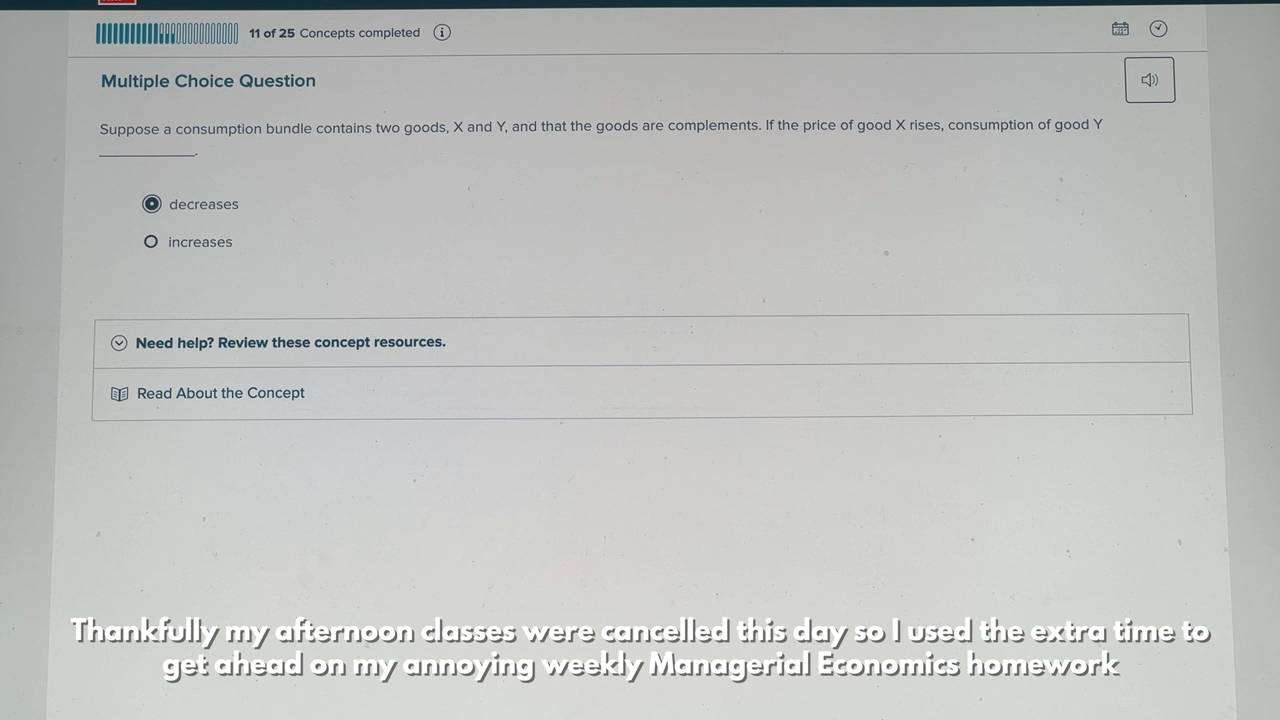 11 of 25 Concepts completed
Multiple Choice Question
Suppose a consumption bundle contains two goods, X and Y, and that the goods are complements. If the price of good X rises, consumption of good Y
____________.
decreases
increases
Need help? Review these concept resources.
Read About the Concept
Thankfully my afternoon classes were cancelled this day so I used the extra time to
get ahead on my annoying weekly Managerial Economics homework